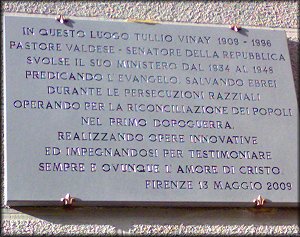 IN QUESTO LUOGO TULLIO VINAY 1909 - 1996
PASTORE VALDESE - SENATORE DELLA REPUBBLICA
SVOLSE IL SUO MINISTERO DAL 1934 AL 1946
PREDICANDO L'EVANGELO, SALVANDO EBREI
DURANTE LE PERSECUZIONI RAZZIALI
OPERANDO PER LA RICONCILIAZIONE DEI POPOLI
NEL PRIMO DOPOGUERRA.
REALIZZANDO OPERE INNOVATIVE
ED IMPEGNANDOSI PER TESTIMONIARE
SEMPRE E OVUNQUE L'AMORE DI CRISTO.
FIRENZE 13 MAGGIO 2009